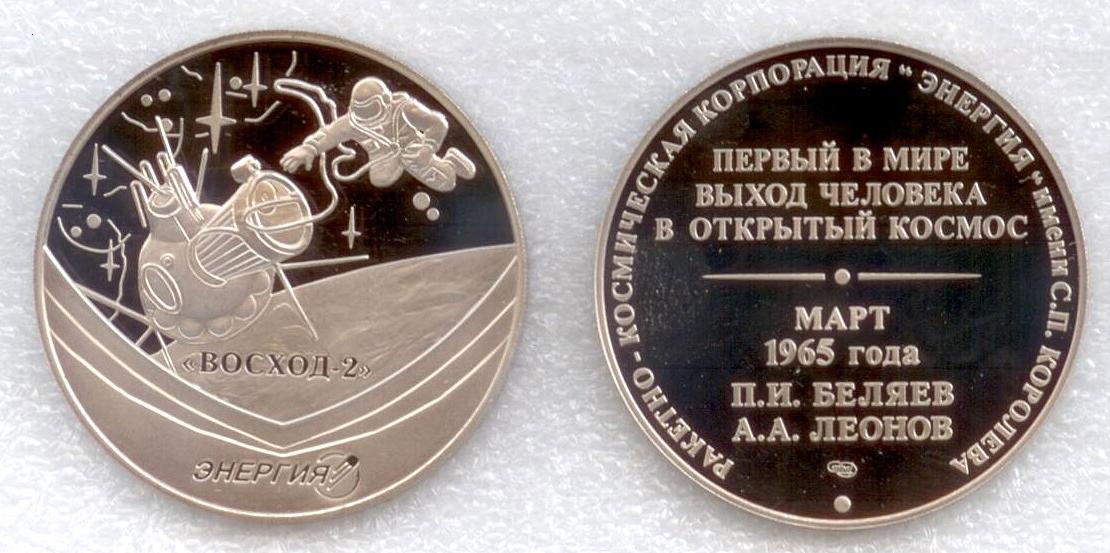 «ВОСХОД-2»
ЭНЕРГИЯ
РАКЕТНО - КОСМИЧЕСКАЯ КОРПОРАЦИЯ " ЭНЕРГИЯ " имени С.П. КОРОЛЕВА
ПЕРВЫЙ В МИРЕ
ВЫХОД ЧЕЛОВЕКА
В ОТКРЫТЫЙ КОСМОС
МАРТ
1965 года
П.И. БЕЛЯЕВ
А.А. ЛЕОНОВ